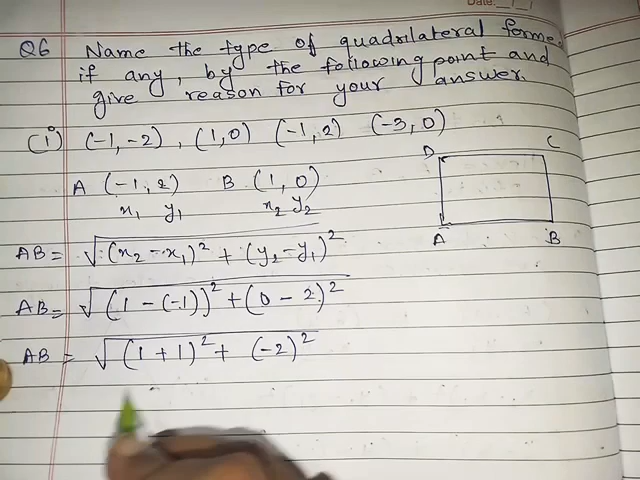 Date: / /
Q6 Name the type of quadrilateral forme
if any, by the following point and
give reason for your answer.
(i) (-1,-2), (1,0) (-1,2) (-3,0)
D C
A (-1,2) B (1,0)
x₁ y₁ x₂ y₂
A B
AB = √(x₂-x₁)² + (y₂-y₁)²
AB = √(1-(-1))² + (0-2)²
AB = √(1+1)² + (-2)²